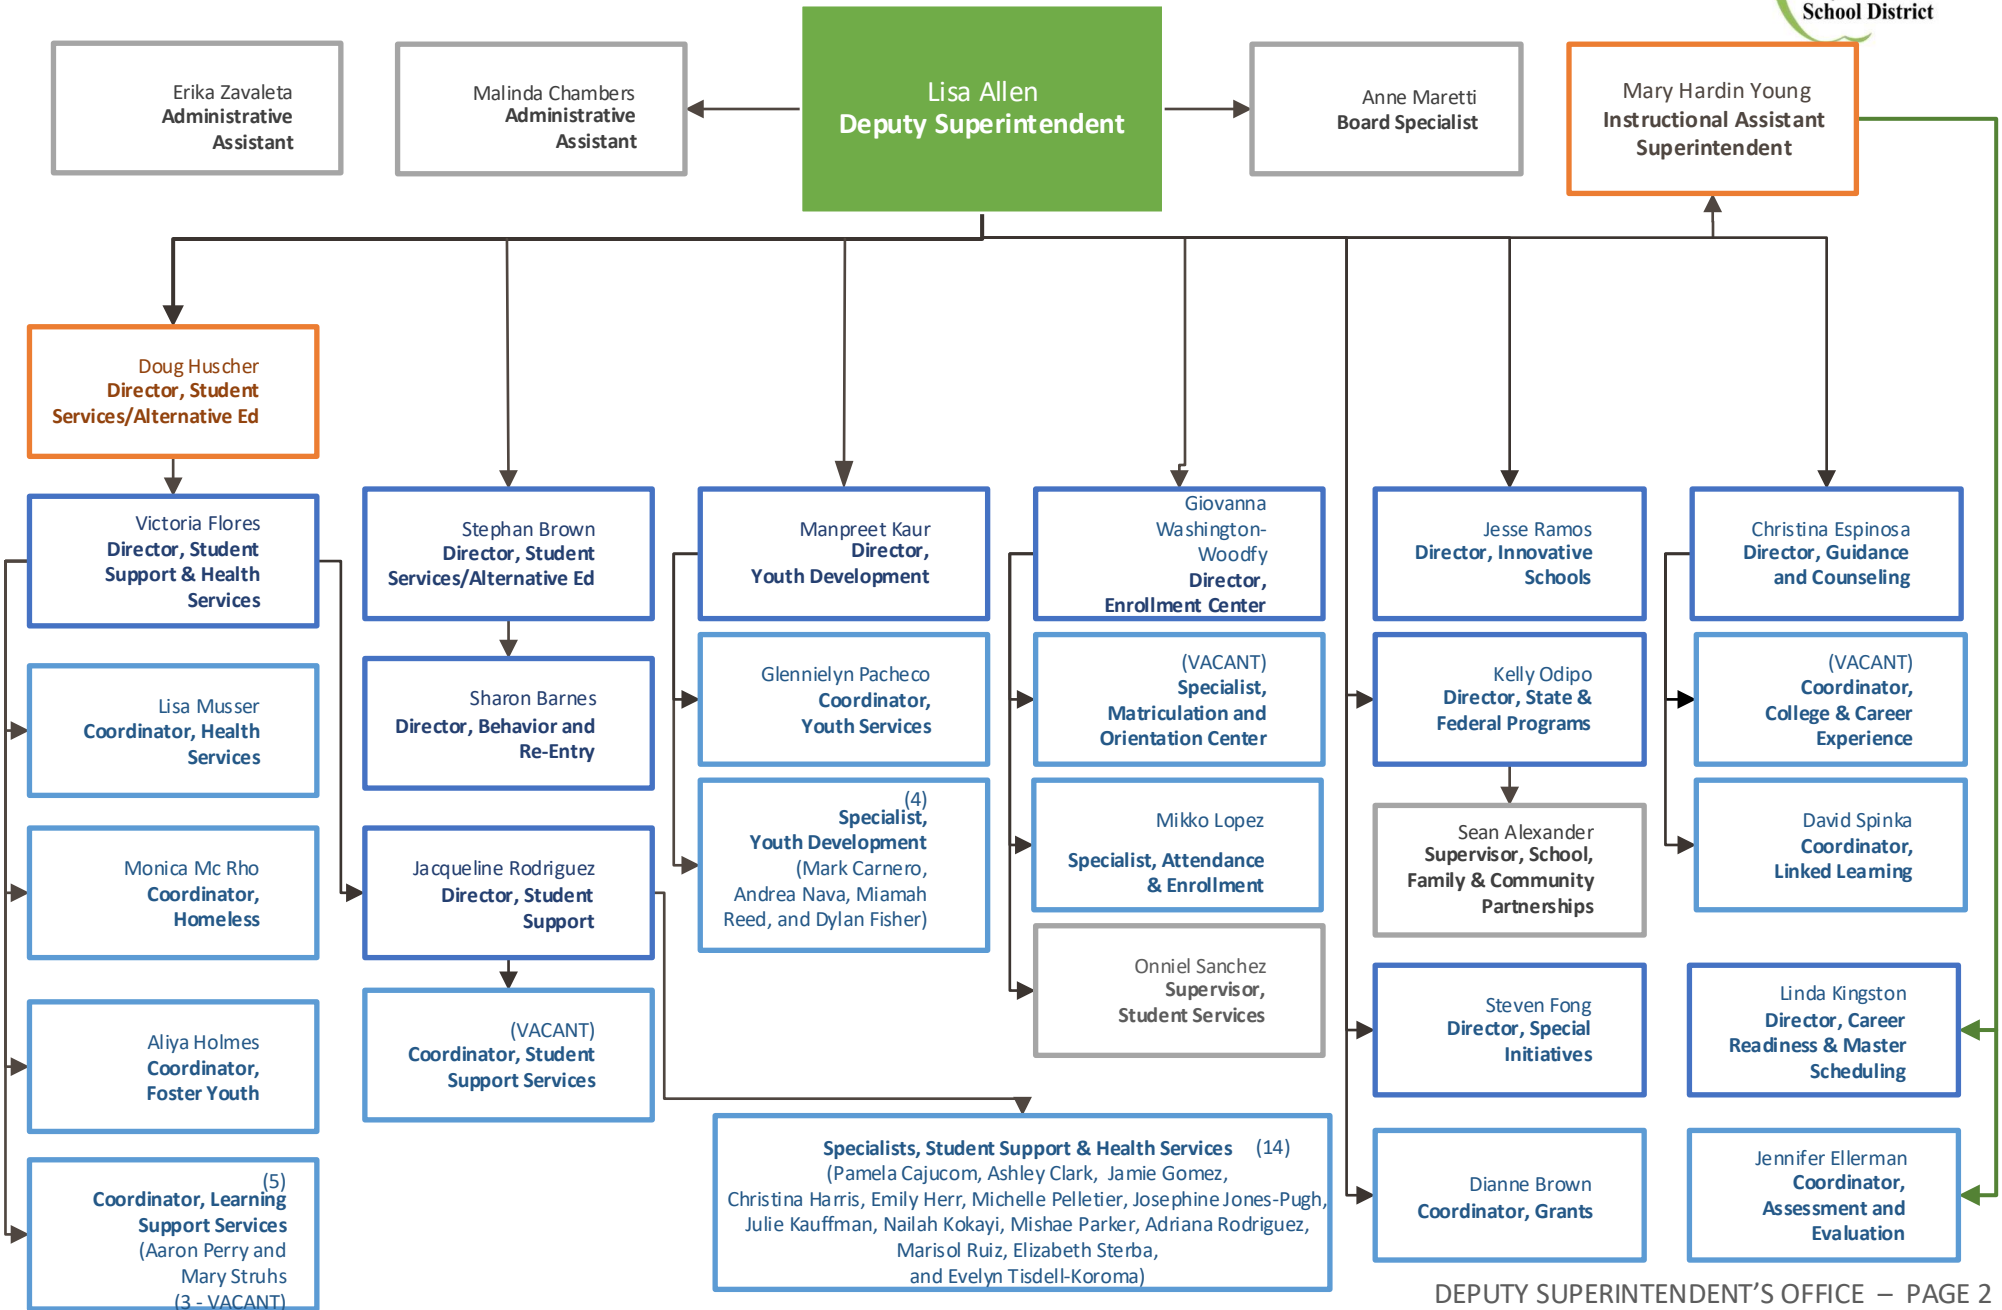 School District
Erika Zavaleta
Administrative
Assistant
Malinda Chambers
Administrative
Assistant
Lisa Allen
Deputy Superintendent
Anne Maretti
Board Specialist
Mary Hardin Young
Instructional Assistant
Superintendent
Doug Huscher
Director, Student
Services/Alternative Ed
Victoria Flores
Director, Student
Support & Health
Services
Stephan Brown
Director, Student
Services/Alternative Ed
Manpreet Kaur
Director,
Youth Development
Giovanna
Washington-
Woodfy
Director,
Enrollment Center
Jesse Ramos
Director, Innovative
Schools
Christina Espinosa
Director, Guidance
and Counseling
Lisa Musser
Coordinator, Health
Services
Sharon Barnes
Director, Behavior and
Re-Entry
Glennielyn Pacheco
Coordinator,
Youth Services
(VACANT)
Specialist,
Matriculation and
Orientation Center
Kelly Odipo
Director, State &
Federal Programs
(VACANT)
Coordinator,
College & Career
Experience
Monica Mc Rho
Coordinator,
Homeless
Jacqueline Rodriguez
Director, Student
Support
(4)
Specialist,
Youth Development
(Mark Carnero,
Andrea Nava, Miamah
Reed, and Dylan Fisher)
Mikko Lopez
Specialist, Attendance
& Enrollment
Sean Alexander
Supervisor, School,
Family & Community
Partnerships
David Spinka
Coordinator,
Linked Learning
Aliya Holmes
Coordinator,
Foster Youth
(VACANT)
Coordinator, Student
Support Services
Onniel Sanchez
Supervisor,
Student Services
Steven Fong
Director, Special
Initiatives
Linda Kingston
Director, Career
Readiness & Master
Scheduling
(5)
Coordinator, Learning
Support Services
(Aaron Perry and
Mary Struhs
(3 - VACANT)
Specialists, Student Support & Health Services (14)
(Pamela Cajucom, Ashley Clark, Jamie Gomez,
Christina Harris, Emily Herr, Michelle Pelletier, Josephine Jones-Pugh,
Julie Kauffman, Nailah Kokayi, Mishae Parker, Adriana Rodriguez,
Marisol Ruiz, Elizabeth Sterba,
and Evelyn Tisdell-Koroma)
Dianne Brown
Coordinator, Grants
Jennifer Ellerman
Coordinator,
Assessment and
Evaluation
DEPUTY SUPERINTENDENT'S OFFICE – PAGE 2